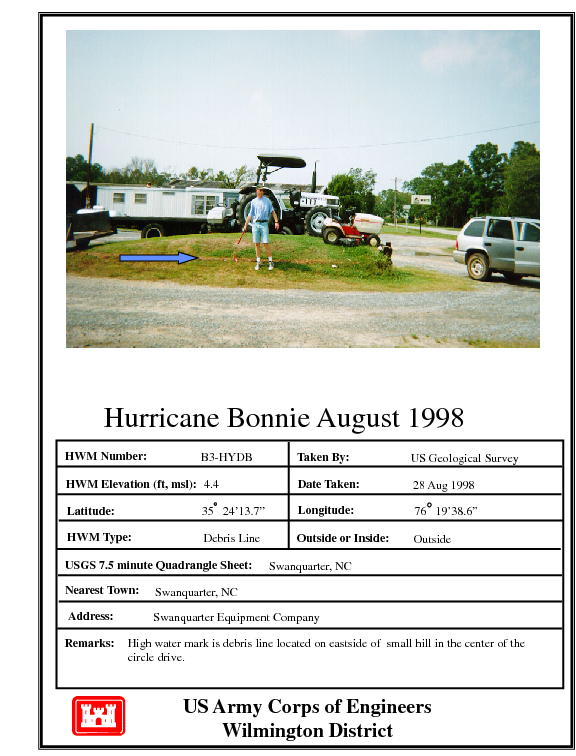 Hurricane Bonnie August 1998
HWM Number: B3-HYDB Taken By: US Geological Survey
HWM Elevation (ft, msl): 4.4 Date Taken: 28 Aug 1998
Latitude: 35° 24’13.7” Longitude: 76° 19’38.6”
HWM Type: Debris Line Outside or Inside: Outside
USGS 7.5 minute Quadrangle Sheet: Swanquarter, NC
Nearest Town: Swanquarter, NC
Address: Swanquarter Equipment Company
Remarks: High water mark is debris line located on eastside of small hill in the center of the
circle drive.
US Army Corps of Engineers
Wilmington District